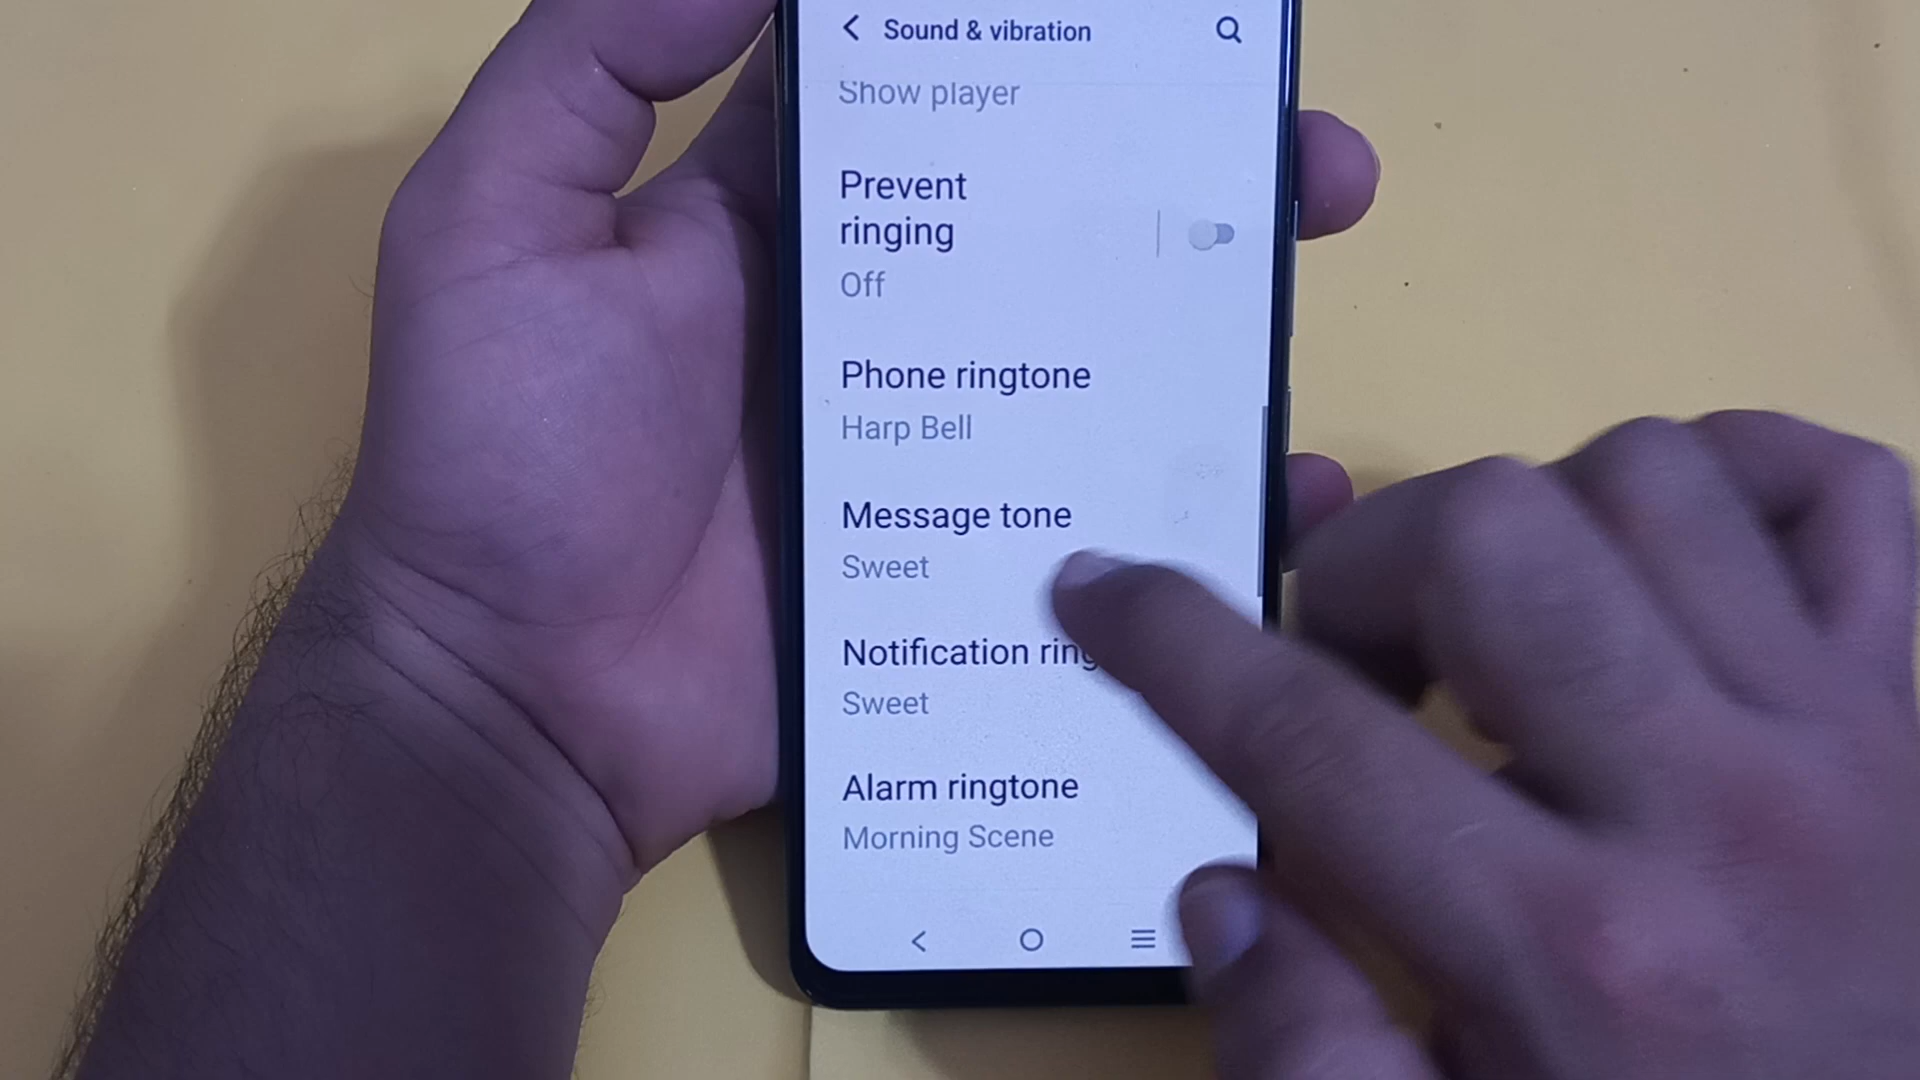 Sound & vibration
Show player
Prevent
ringing
Off
Phone ringtone
Harp Bell
Message tone
Sweet
Notification ring
Sweet
Alarm ringtone
Morning Scene